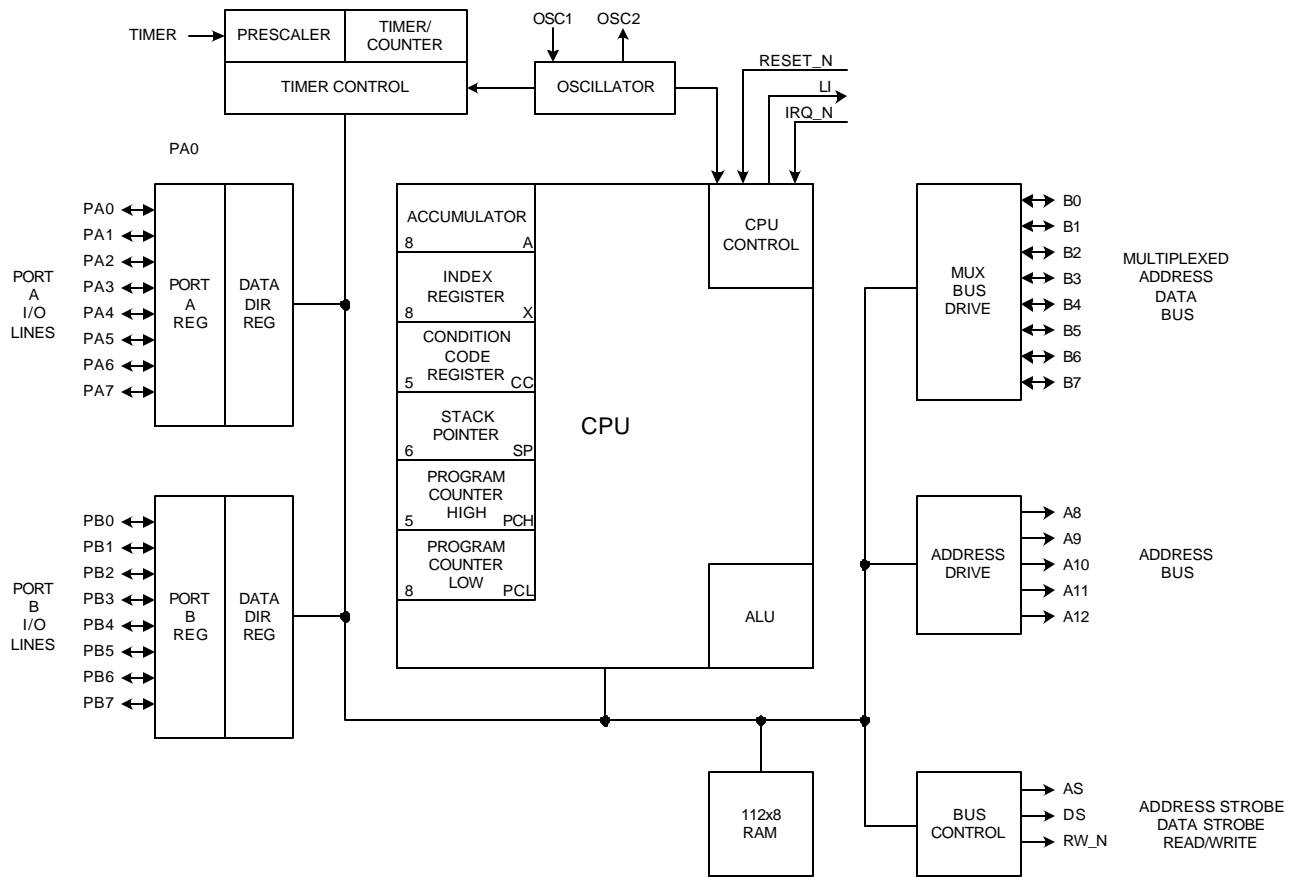 TIMER
PRESCALER
TIMER/
COUNTER
TIMER CONTROL
OSC1
OSC2
OSCILLATOR
RESET_N
LI
IRQ_N
PA0
PORT
A
I/O
LINES
PA0
PA1
PA2
PA3
PA4
PA5
PA6
PA7
PORT
A
REG
DATA
DIR
REG
ACCUMULATOR
8 A
INDEX
REGISTER
8 X
CONDITION
CODE
REGISTER
5 CC
STACK
POINTER
6 SP
PROGRAM
COUNTER
HIGH
5 PCH
PROGRAM
COUNTER
LOW
8 PCL
CPU
CPU
CONTROL
ALU
MUX
BUS
DRIVE
B0
B1
B2
B3
B4
B5
B6
B7
MULTIPLEXED
ADDRESS
DATA
BUS
PORT
B
I/O
LINES
PB0
PB1
PB2
PB3
PB4
PB5
PB6
PB7
PORT
B
REG
DATA
DIR
REG
ADDRESS
DRIVE
A8
A9
A10
A11
A12
ADDRESS
BUS
112x8
RAM
BUS
CONTROL
AS
DS
RW_N
ADDRESS STROBE
DATA STROBE
READ/WRITE